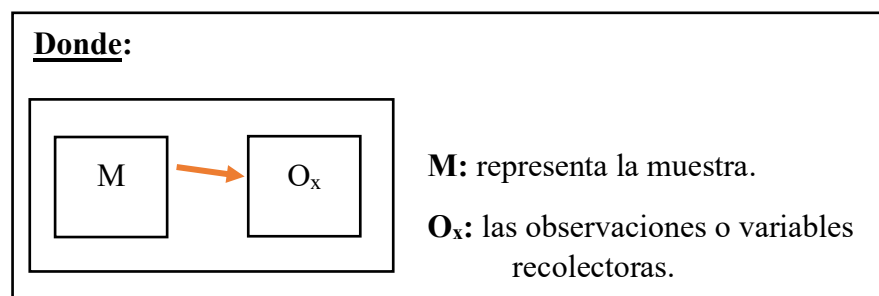 Donde:
M
Oₓ
M: representa la muestra.
Oₓ: las observaciones o variables
recolectoras.